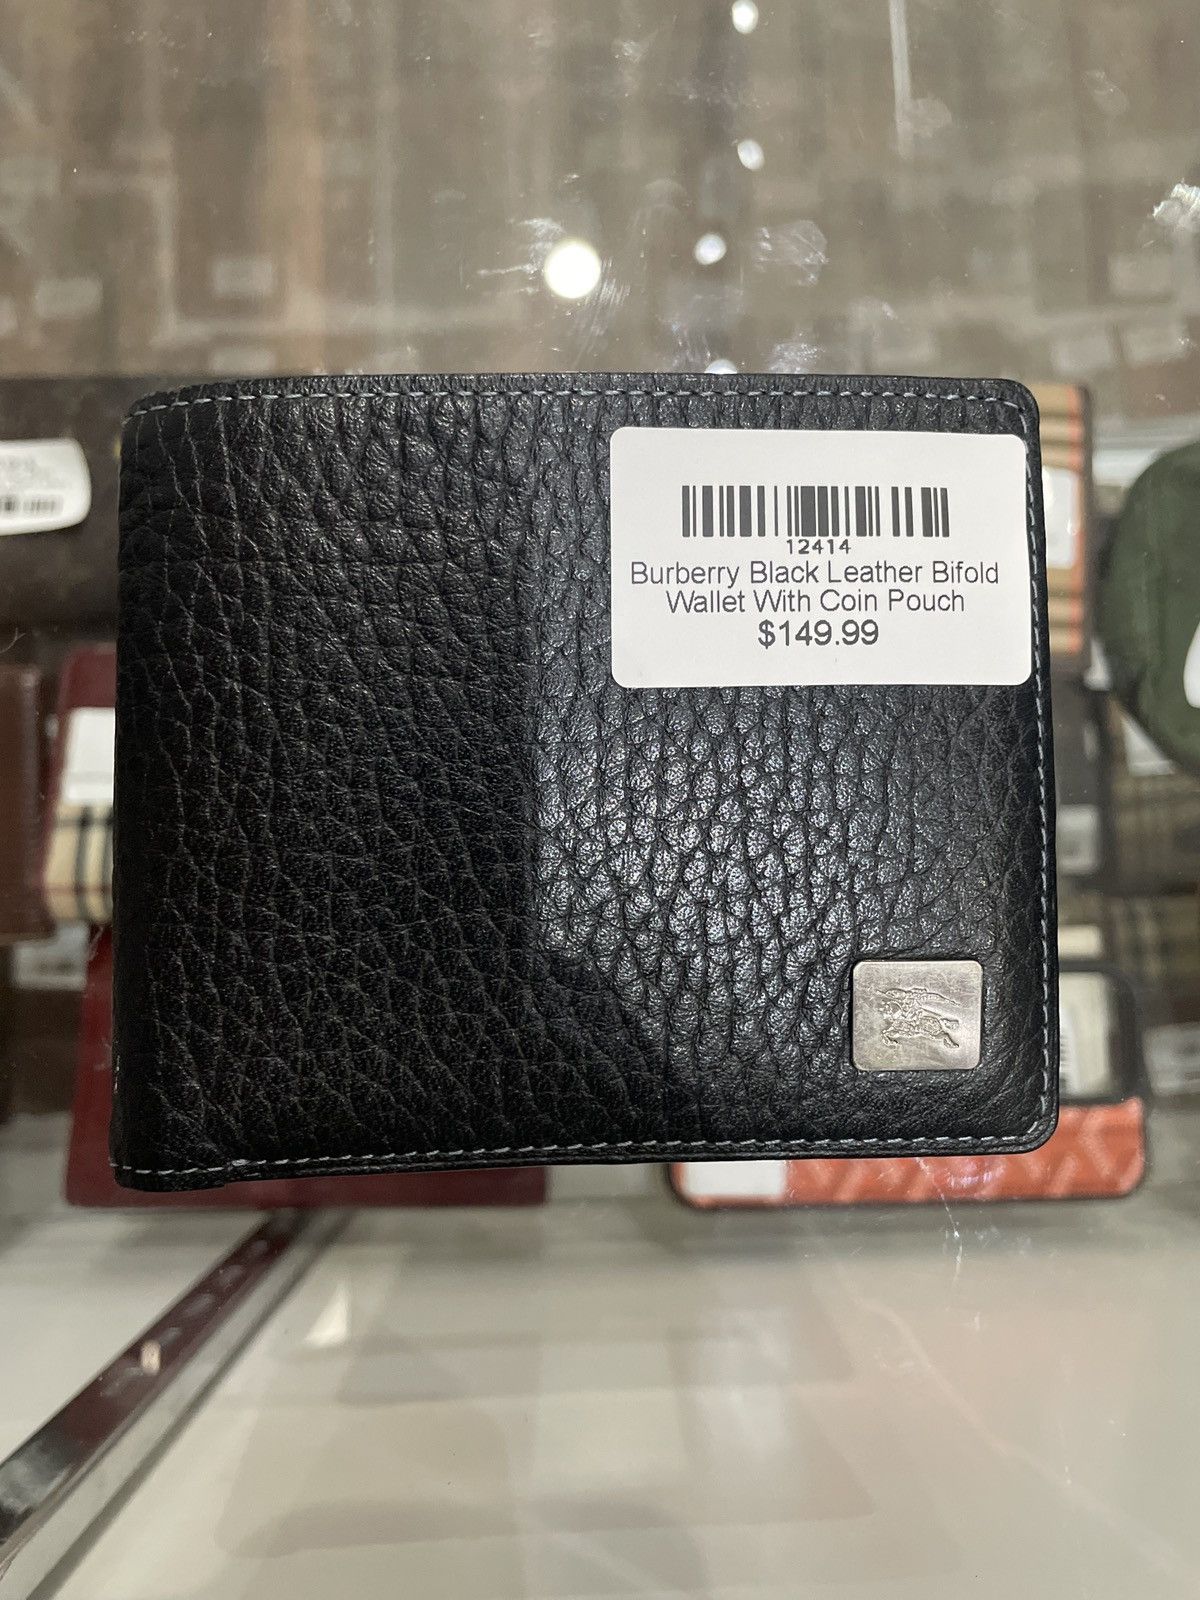 12414
Burberry Black Leather Bifold
Wallet With Coin Pouch
$149.99